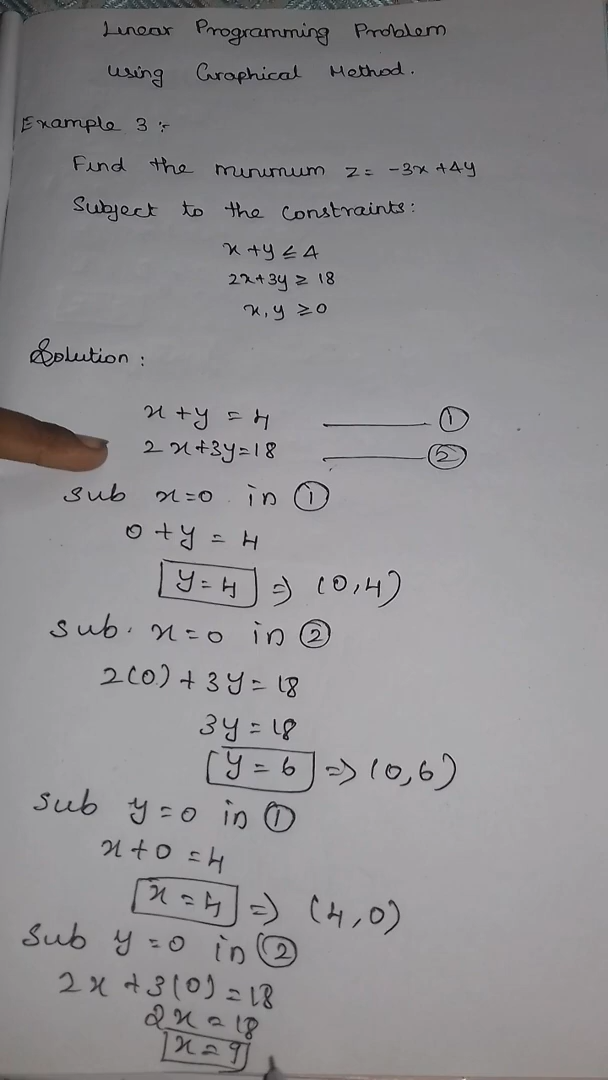 Linear Programming Problem
using Graphical Method.
Example 3 :-
Find the minimum z = -3x +4y
Subject to the constraints:
x + y ≤ 4
2x+3y ≥ 18
x, y ≥ 0
Solution :
x + y = 4 ——— ①
2x+3y=18 ——— ②
sub x=0 in ①
0 + y = 4
y = 4 => (0,4)
sub. x=0 in ②
2(0) + 3y = 18
3y = 18
y = 6 => (0,6)
sub y=0 in ①
x + 0 = 4
x = 4 => (4,0)
sub y=0 in ②
2x + 3(0) = 18
2x = 18
x = 9